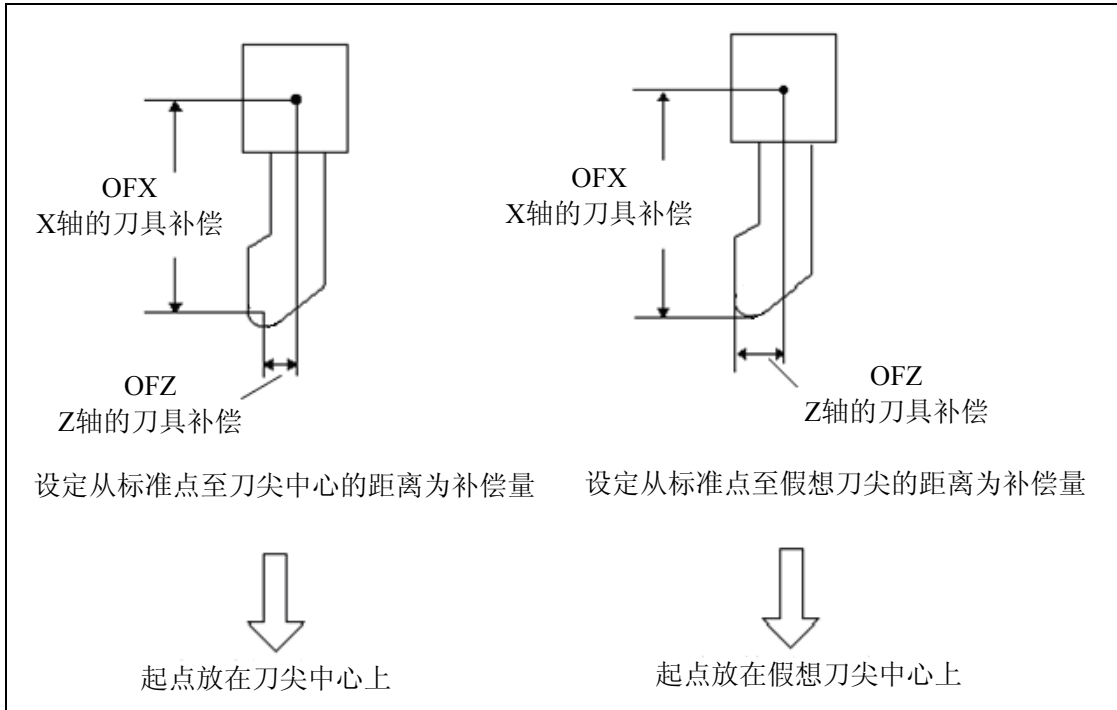 OFX
X轴的刀具补偿
OFZ
Z轴的刀具补偿
设定从标准点至刀尖中心的距离为补偿量
起点放在刀尖中心上
OFX
X轴的刀具补偿
OFZ
Z轴的刀具补偿
设定从标准点至假想刀尖的距离为补偿量
起点放在假想刀尖中心上